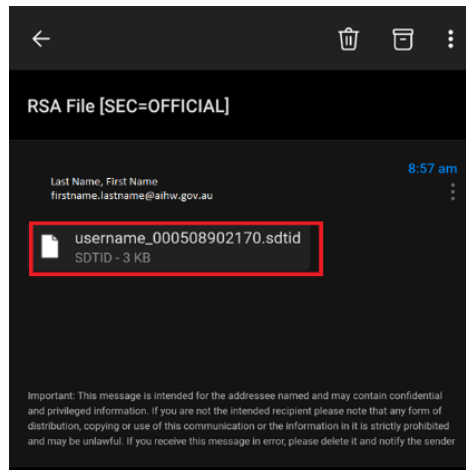 RSA File [SEC=OFFICIAL]
8:57 am
Last Name, First Name
firstname.lastname@aihw.gov.au
username_000508902170.sdtid
SDTID - 3 KB
Important: This message is intended for the addressee named and may contain confidential
and privileged information. If you are not the intended recipient please note that any form of
distribution, copying or use of this communication or the information in it is strictly prohibited
and may be unlawful. If you receive this message in error, please delete it and notify the sender